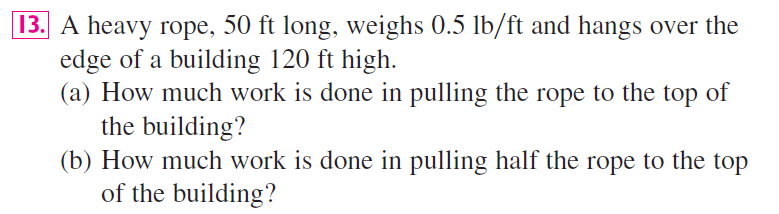 13. A heavy rope, 50 ft long, weighs 0.5 lb/ft and hangs over the
edge of a building 120 ft high.
(a) How much work is done in pulling the rope to the top of
the building?
(b) How much work is done in pulling half the rope to the top
of the building?